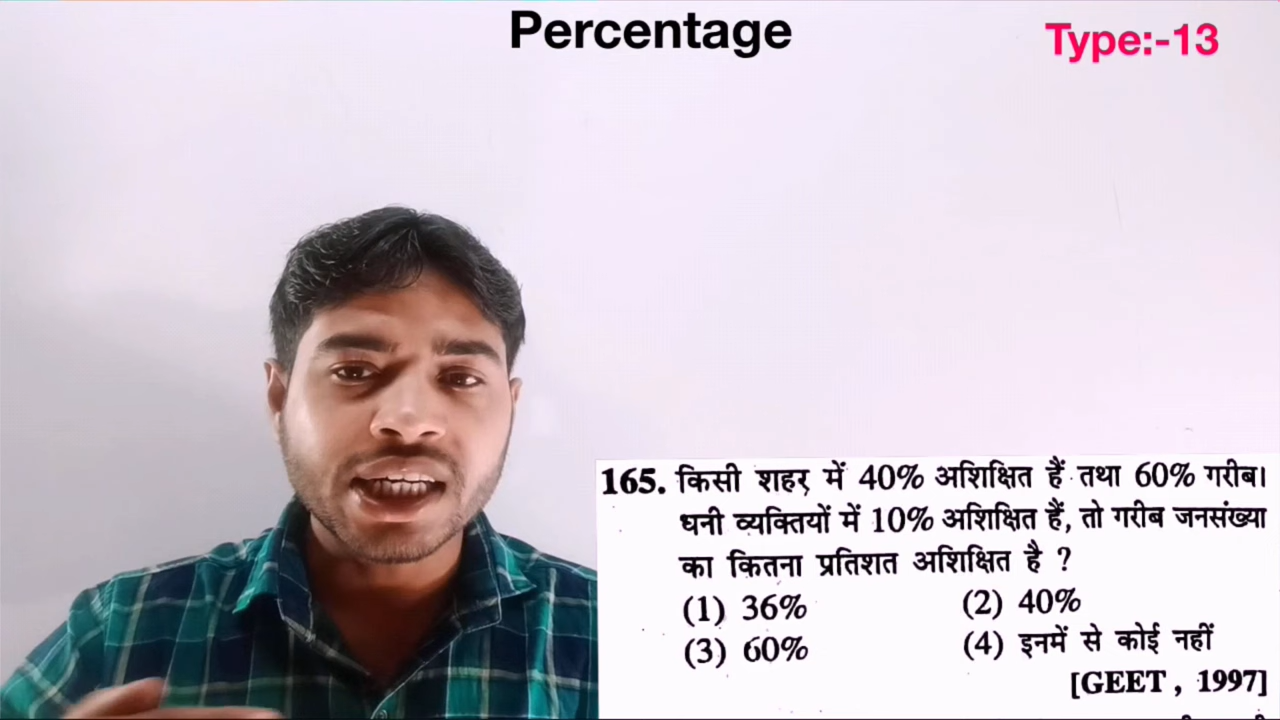 Percentage
Type:-13
165. किसी शहर में 40% अशिक्षित हैं तथा 60% गरीब।
धनी व्यक्तियों में 10% अशिक्षित हैं, तो गरीब जनसंख्या
का कितना प्रतिशत अशिक्षित है ?
(1) 36% (2) 40%
(3) 60% (4) इनमें से कोई नहीं
[GEET , 1997]